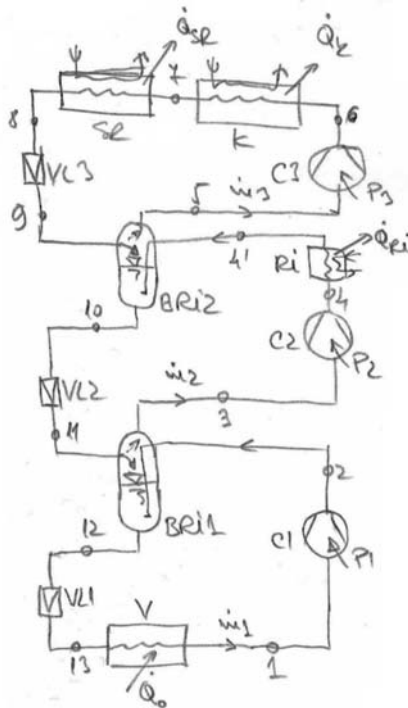 Q̇SR
Q̇K
7
8
SR
K
6
VL3
C3
P3
5
ṁ3
9
4'
Ri
Q̇Ri
BRi2
4
10
C2
P2
VL2
ṁ2
3
11
2
12
BRi1
C1
P1
VL1
V
ṁ1
13
1
Q̇o